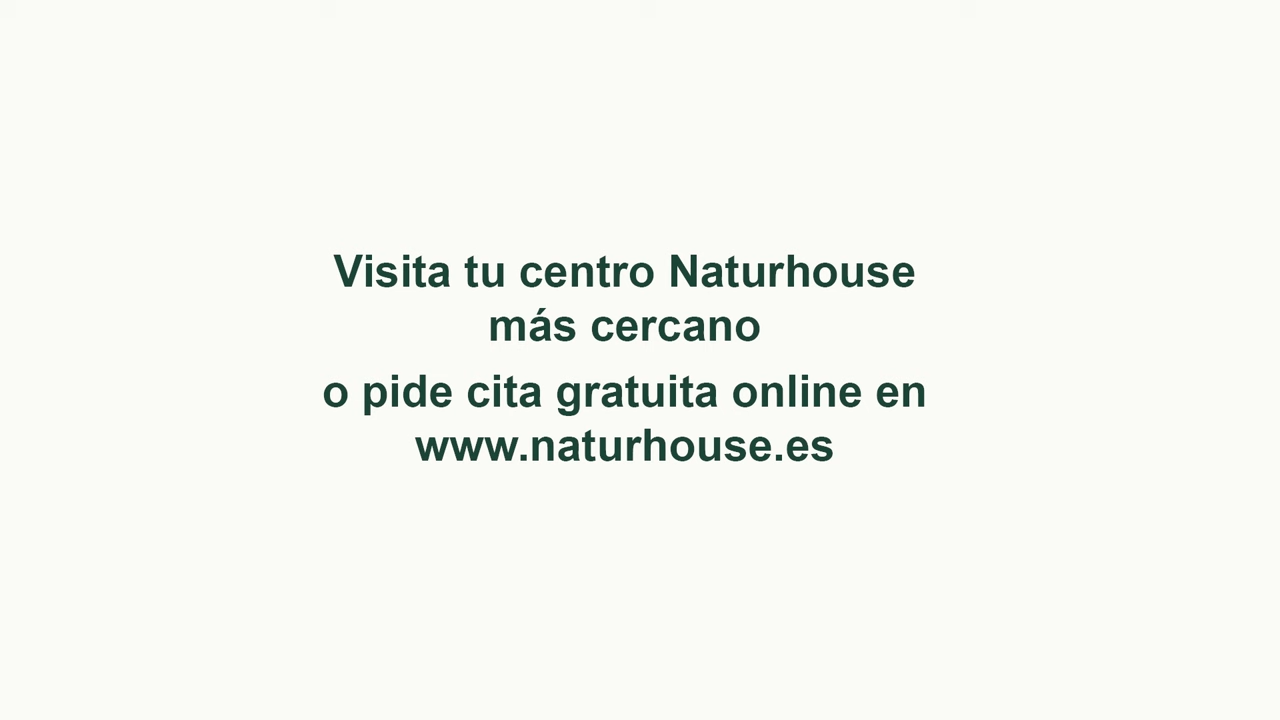 Visita tu centro Naturhouse
más cercano
o pide cita gratuita online en
www.naturhouse.es